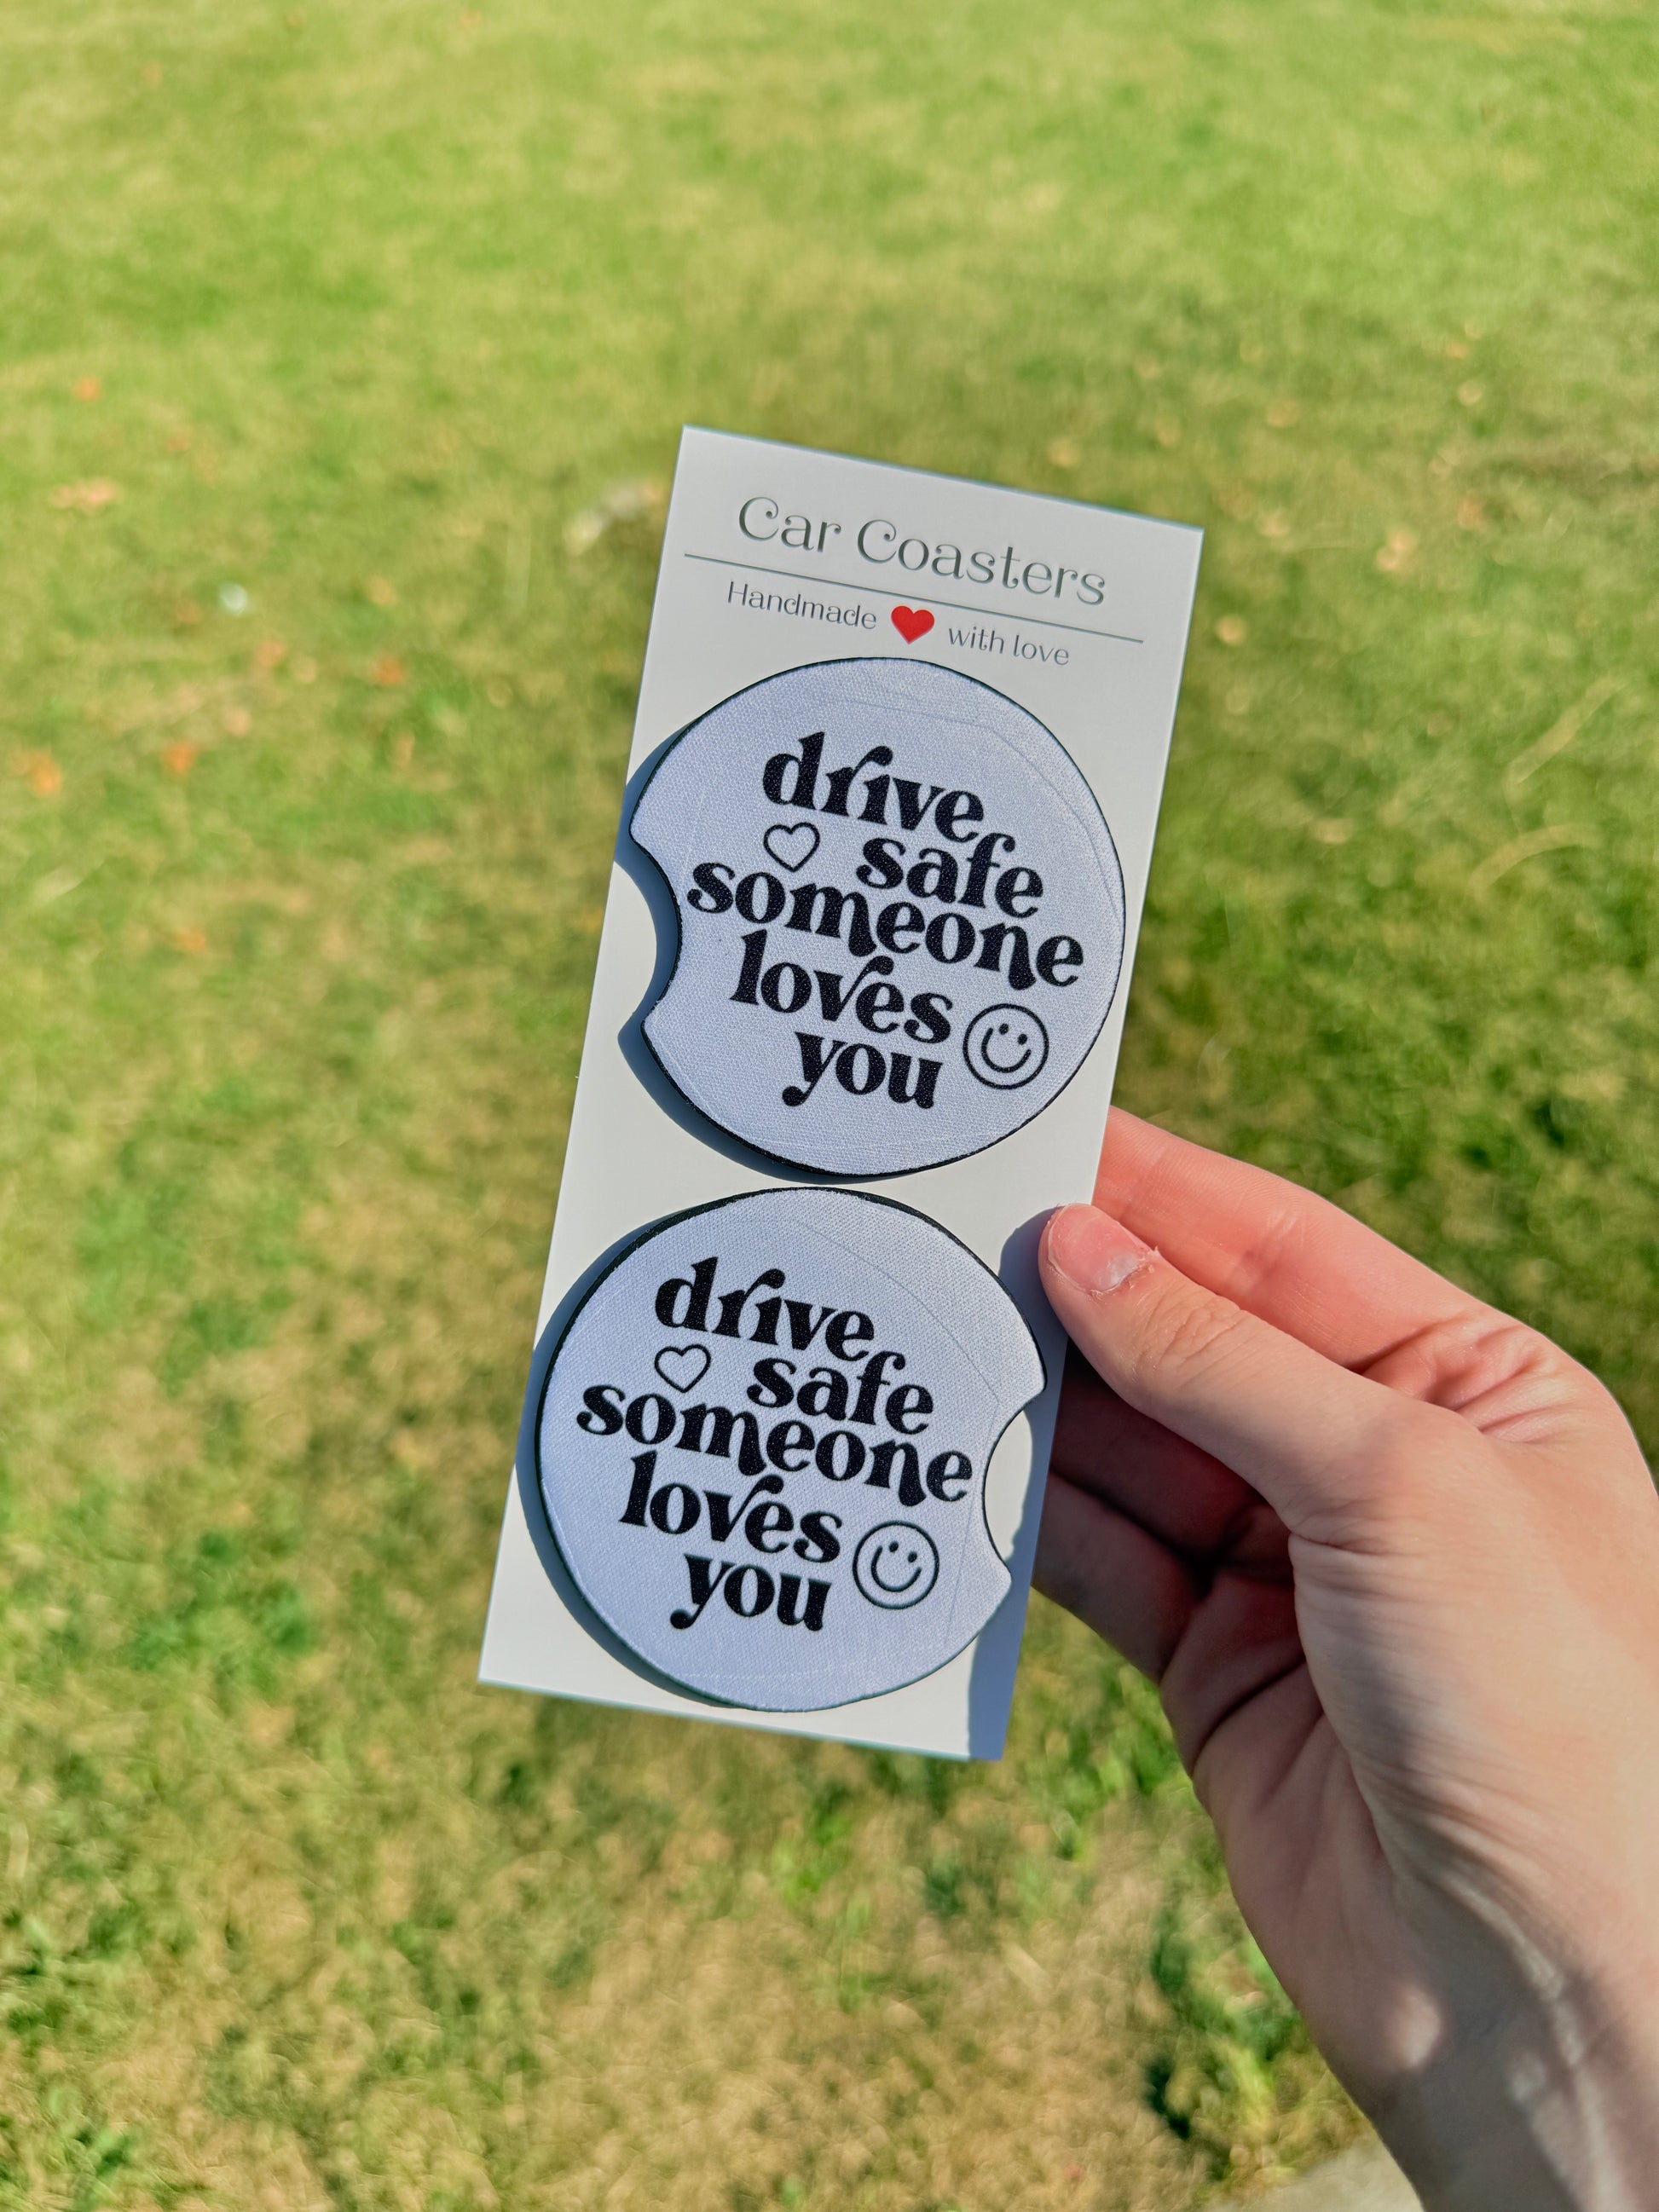 Car Coasters
Handmade with love
drive
safe
someone
loves
you
drive
safe
someone
loves
you